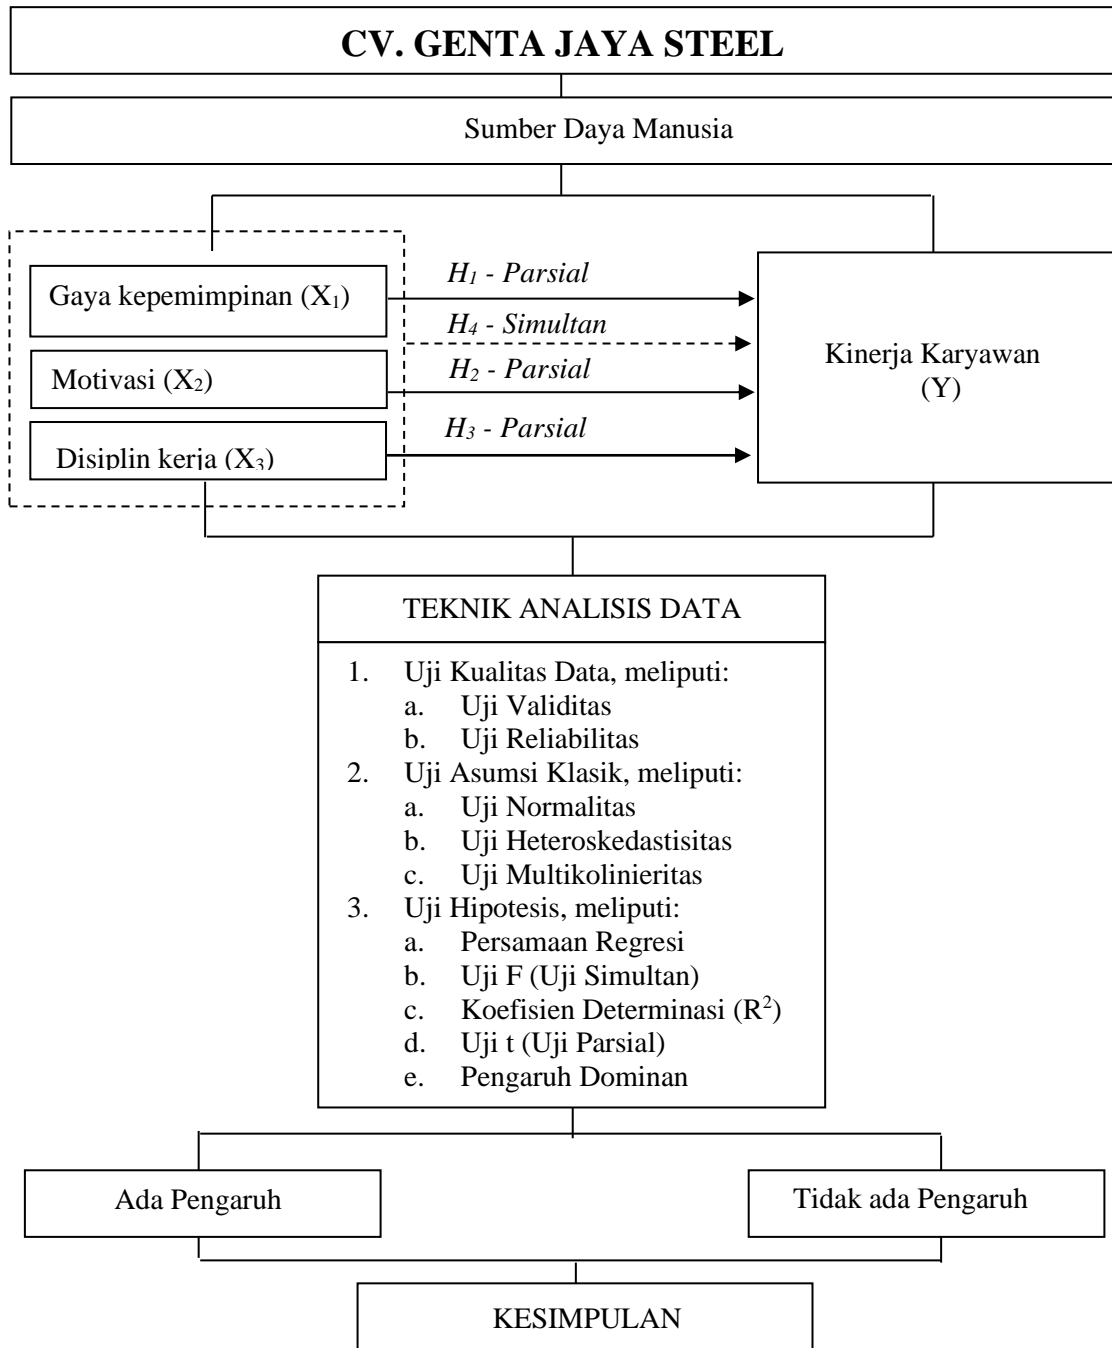 CV. GENTA JAYA STEEL
Sumber Daya Manusia
Gaya kepemimpinan (X₁)
Motivasi (X₂)
Disiplin kerja (X₃)
H₁ - Parsial
H₄ - Simultan
H₂ - Parsial
H₃ - Parsial
Kinerja Karyawan
(Y)
TEKNIK ANALISIS DATA
1. Uji Kualitas Data, meliputi:
a. Uji Validitas
b. Uji Reliabilitas
2. Uji Asumsi Klasik, meliputi:
a. Uji Normalitas
b. Uji Heteroskedastisitas
c. Uji Multikolinieritas
3. Uji Hipotesis, meliputi:
a. Persamaan Regresi
b. Uji F (Uji Simultan)
c. Koefisien Determinasi (R²)
d. Uji t (Uji Parsial)
e. Pengaruh Dominan
Ada Pengaruh
Tidak ada Pengaruh
KESIMPULAN